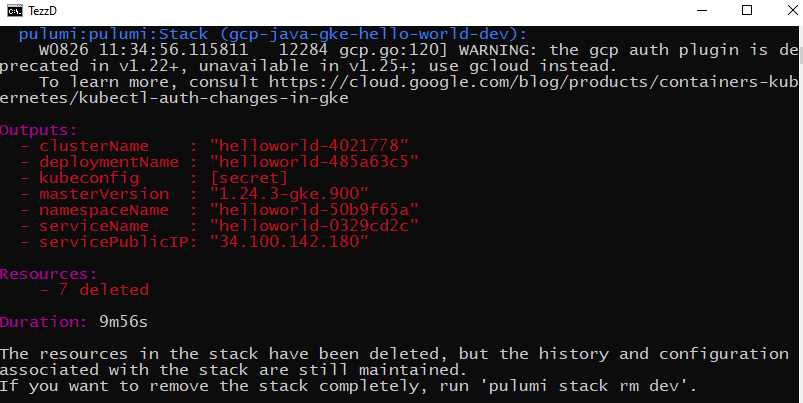 TezzD
pulumi:pulumi:Stack (gcp-java-gke-hello-world-dev):
W0826 11:34:56.115811   12284 gcp.go:120] WARNING: the gcp auth plugin is de
precated in v1.22+, unavailable in v1.25+; use gcloud instead.
To learn more, consult https://cloud.google.com/blog/products/containers-kub
ernetes/kubectl-auth-changes-in-gke
Outputs:
- clusterName    : "helloworld-4021778"
- deploymentName : "helloworld-485a63c5"
- kubeconfig     : [secret]
- masterVersion  : "1.24.3-gke.900"
- namespaceName  : "helloworld-50b9f65a"
- serviceName    : "helloworld-0329cd2c"
- servicePublicIP: "34.100.142.180"
Resources:
- 7 deleted
Duration: 9m56s
The resources in the stack have been deleted, but the history and configuration
associated with the stack are still maintained.
If you want to remove the stack completely, run 'pulumi stack rm dev'.